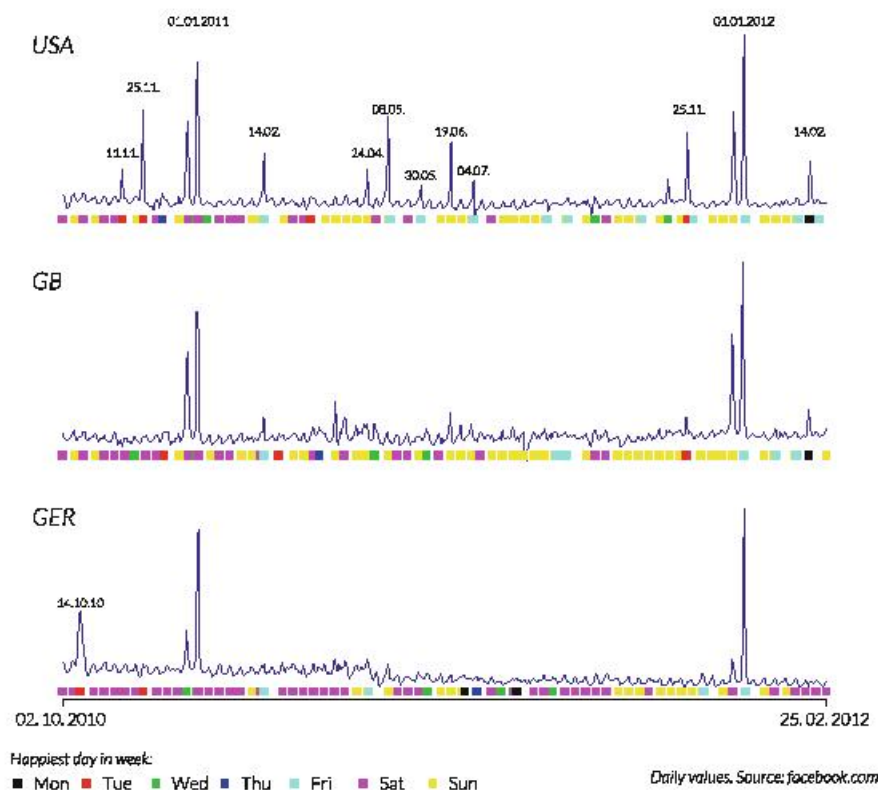 01.01.2011
01.01.2012
USA
25.11.
08.05.
25.11.
11.11.
14.02.
24.04.
19.06.
14.02.
30.05.
04.07.
GB
GER
14.10.10
02.10.2010
25.02.2012
Happiest day in week:
Mon Tue Wed Thu Fri Sat Sun
Daily values. Source: facebook.com